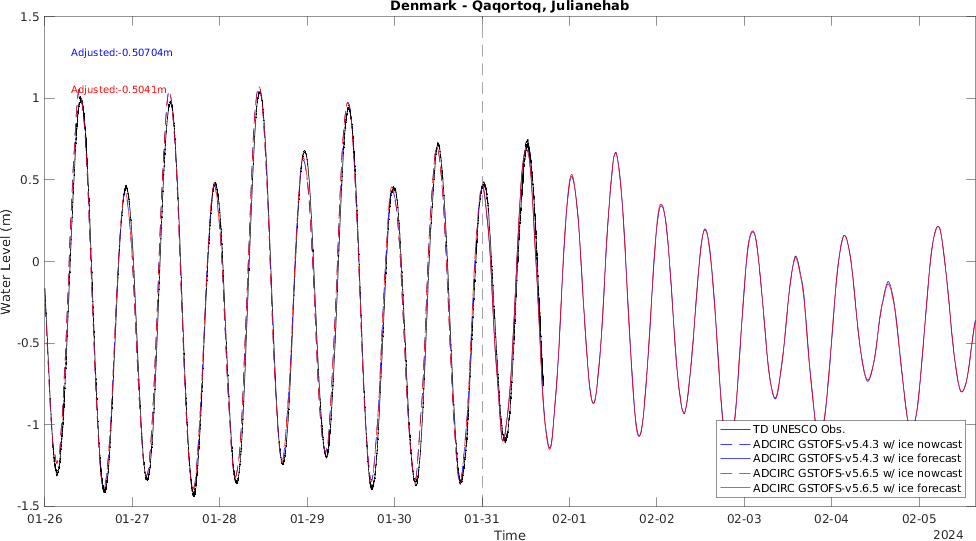 Denmark - Qaqortoq, Julianehab
Adjusted:-0.50704m
Adjusted:-0.5041m
Water Level (m)
1.5
1
0.5
0
-0.5
-1
-1.5
TD UNESCO Obs.
ADCIRC GSTOFS-v5.4.3 w/ ice nowcast
ADCIRC GSTOFS-v5.4.3 w/ ice forecast
ADCIRC GSTOFS-v5.6.5 w/ ice nowcast
ADCIRC GSTOFS-v5.6.5 w/ ice forecast
01-26 01-27 01-28 01-29 01-30 01-31 02-01 02-02 02-03 02-04 02-05
Time
2024